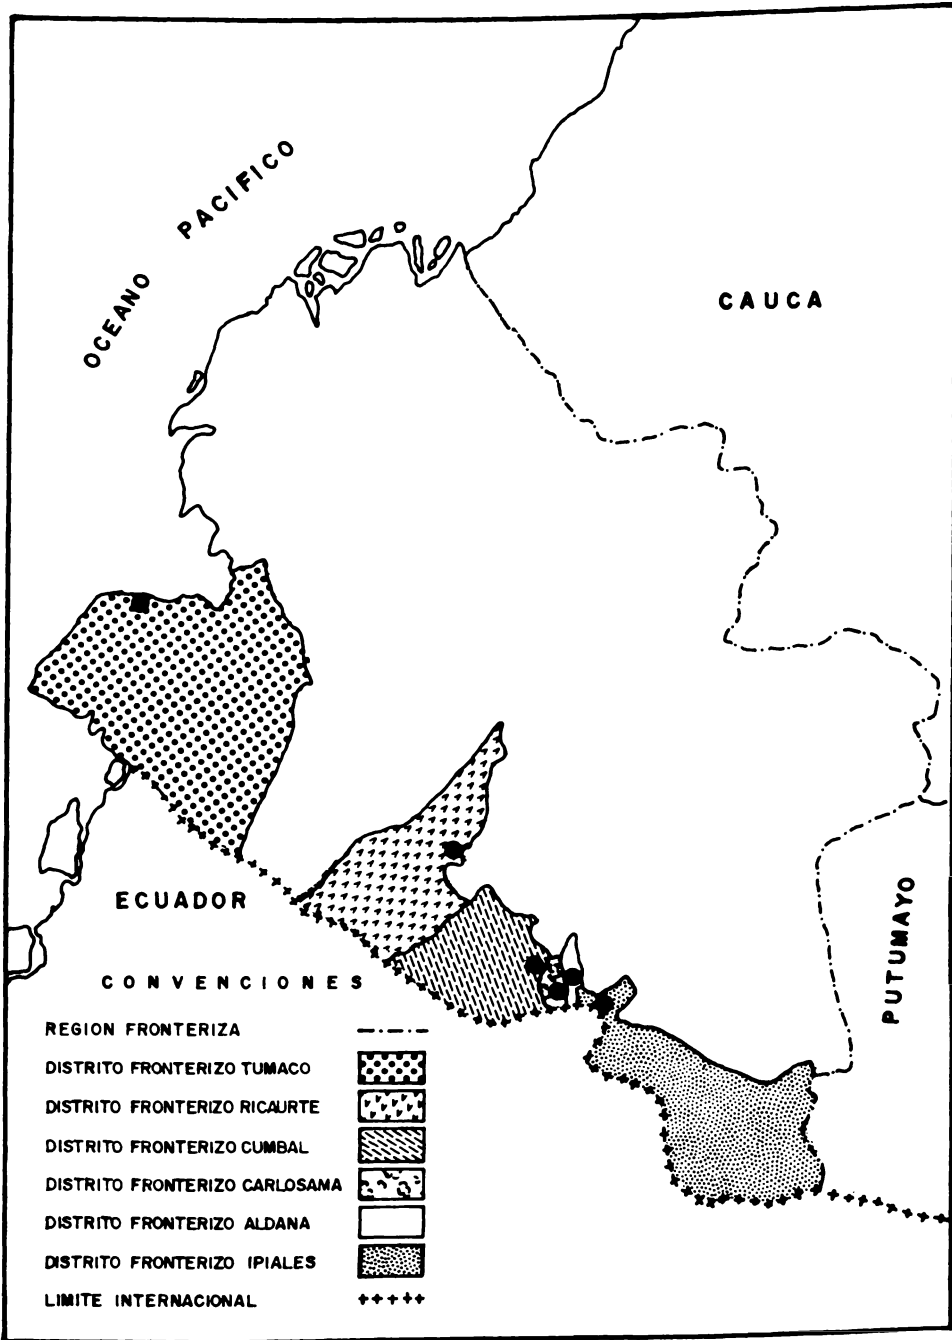 OCEANO PACIFICO
CAUCA
ECUADOR
PUTUMAYO
CONVENCIONES
REGION FRONTERIZA
DISTRITO FRONTERIZO TUMACO
DISTRITO FRONTERIZO RICAURTE
DISTRITO FRONTERIZO CUMBAL
DISTRITO FRONTERIZO CARLOSAMA
DISTRITO FRONTERIZO ALDANA
DISTRITO FRONTERIZO IPIALES
LIMITE INTERNACIONAL